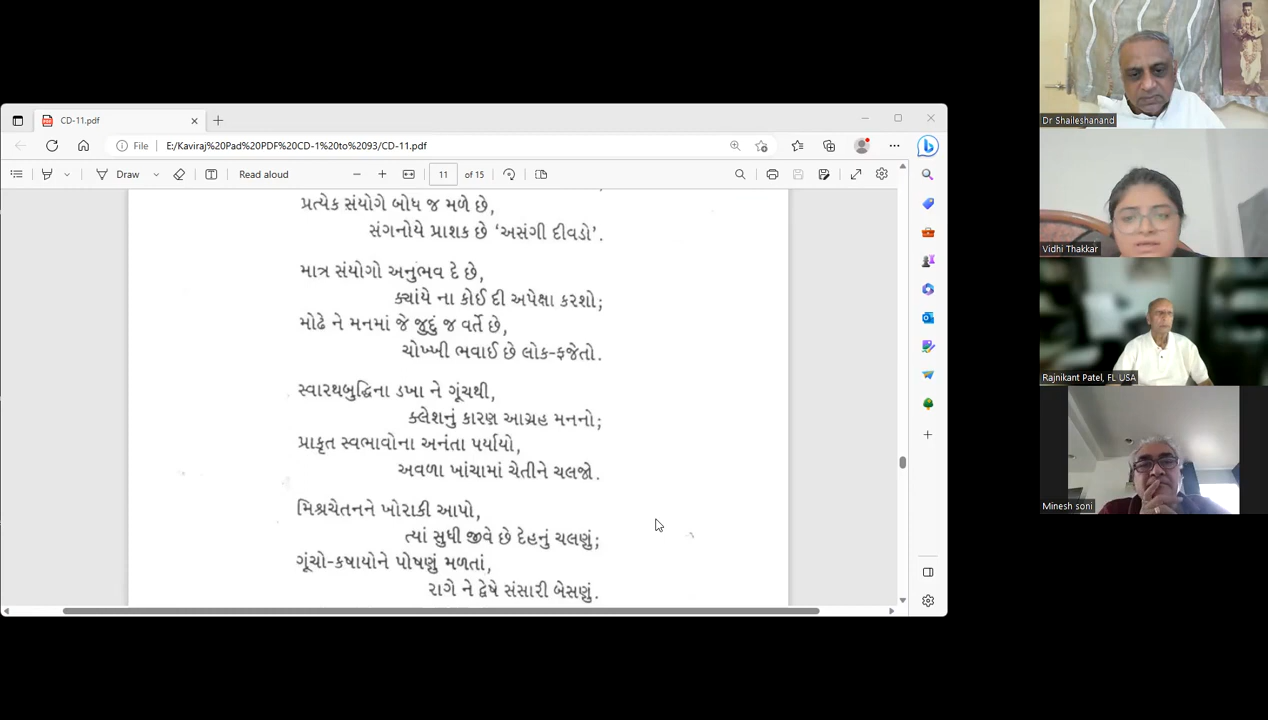 CD-11.pdf
File
E:/Kaviraj%20Pad%20PDF%20CD-1%20to%2093/CD-11.pdf
Draw
Read aloud
11
of 15
પ્રત્યેક સંયોગે બોધ જ મળે છે,
સંગનોયે પ્રાશક છે ‘અસંગી દીવડો’.
માત્ર સંયોગો અનુંભવ દે છે,
ક્યાંયે ના કોઈ દી અપેક્ષા કરશો;
મોઢે ને મનમાં જે જુદું જ વર્તે છે,
ચોખ્ખી ભવાઈ છે લોક-ફજેતો.
સ્વારથબુદ્ધિના ડખા ને ગૂંચથી,
ક્લેશનું કારણ આગ્રહ મનનો;
પ્રાકૃત સ્વભાવોના અનંતા પર્યાયો,
અવળા ખાંચામાં ચેતીને ચલજો.
મિશ્રચેતનને ખોરાકી આપો,
ત્યાં સુધી જીવે છે દેહનું ચલણું;
ગૂંચો-કષાયોને પોષણું મળતાં,
રાગે ને દ્વેષે સંસારી બેસણું.
Dr Shaileshanand
Vidhi Thakkar
Rajnikant Patel, FL USA
Minesh soni